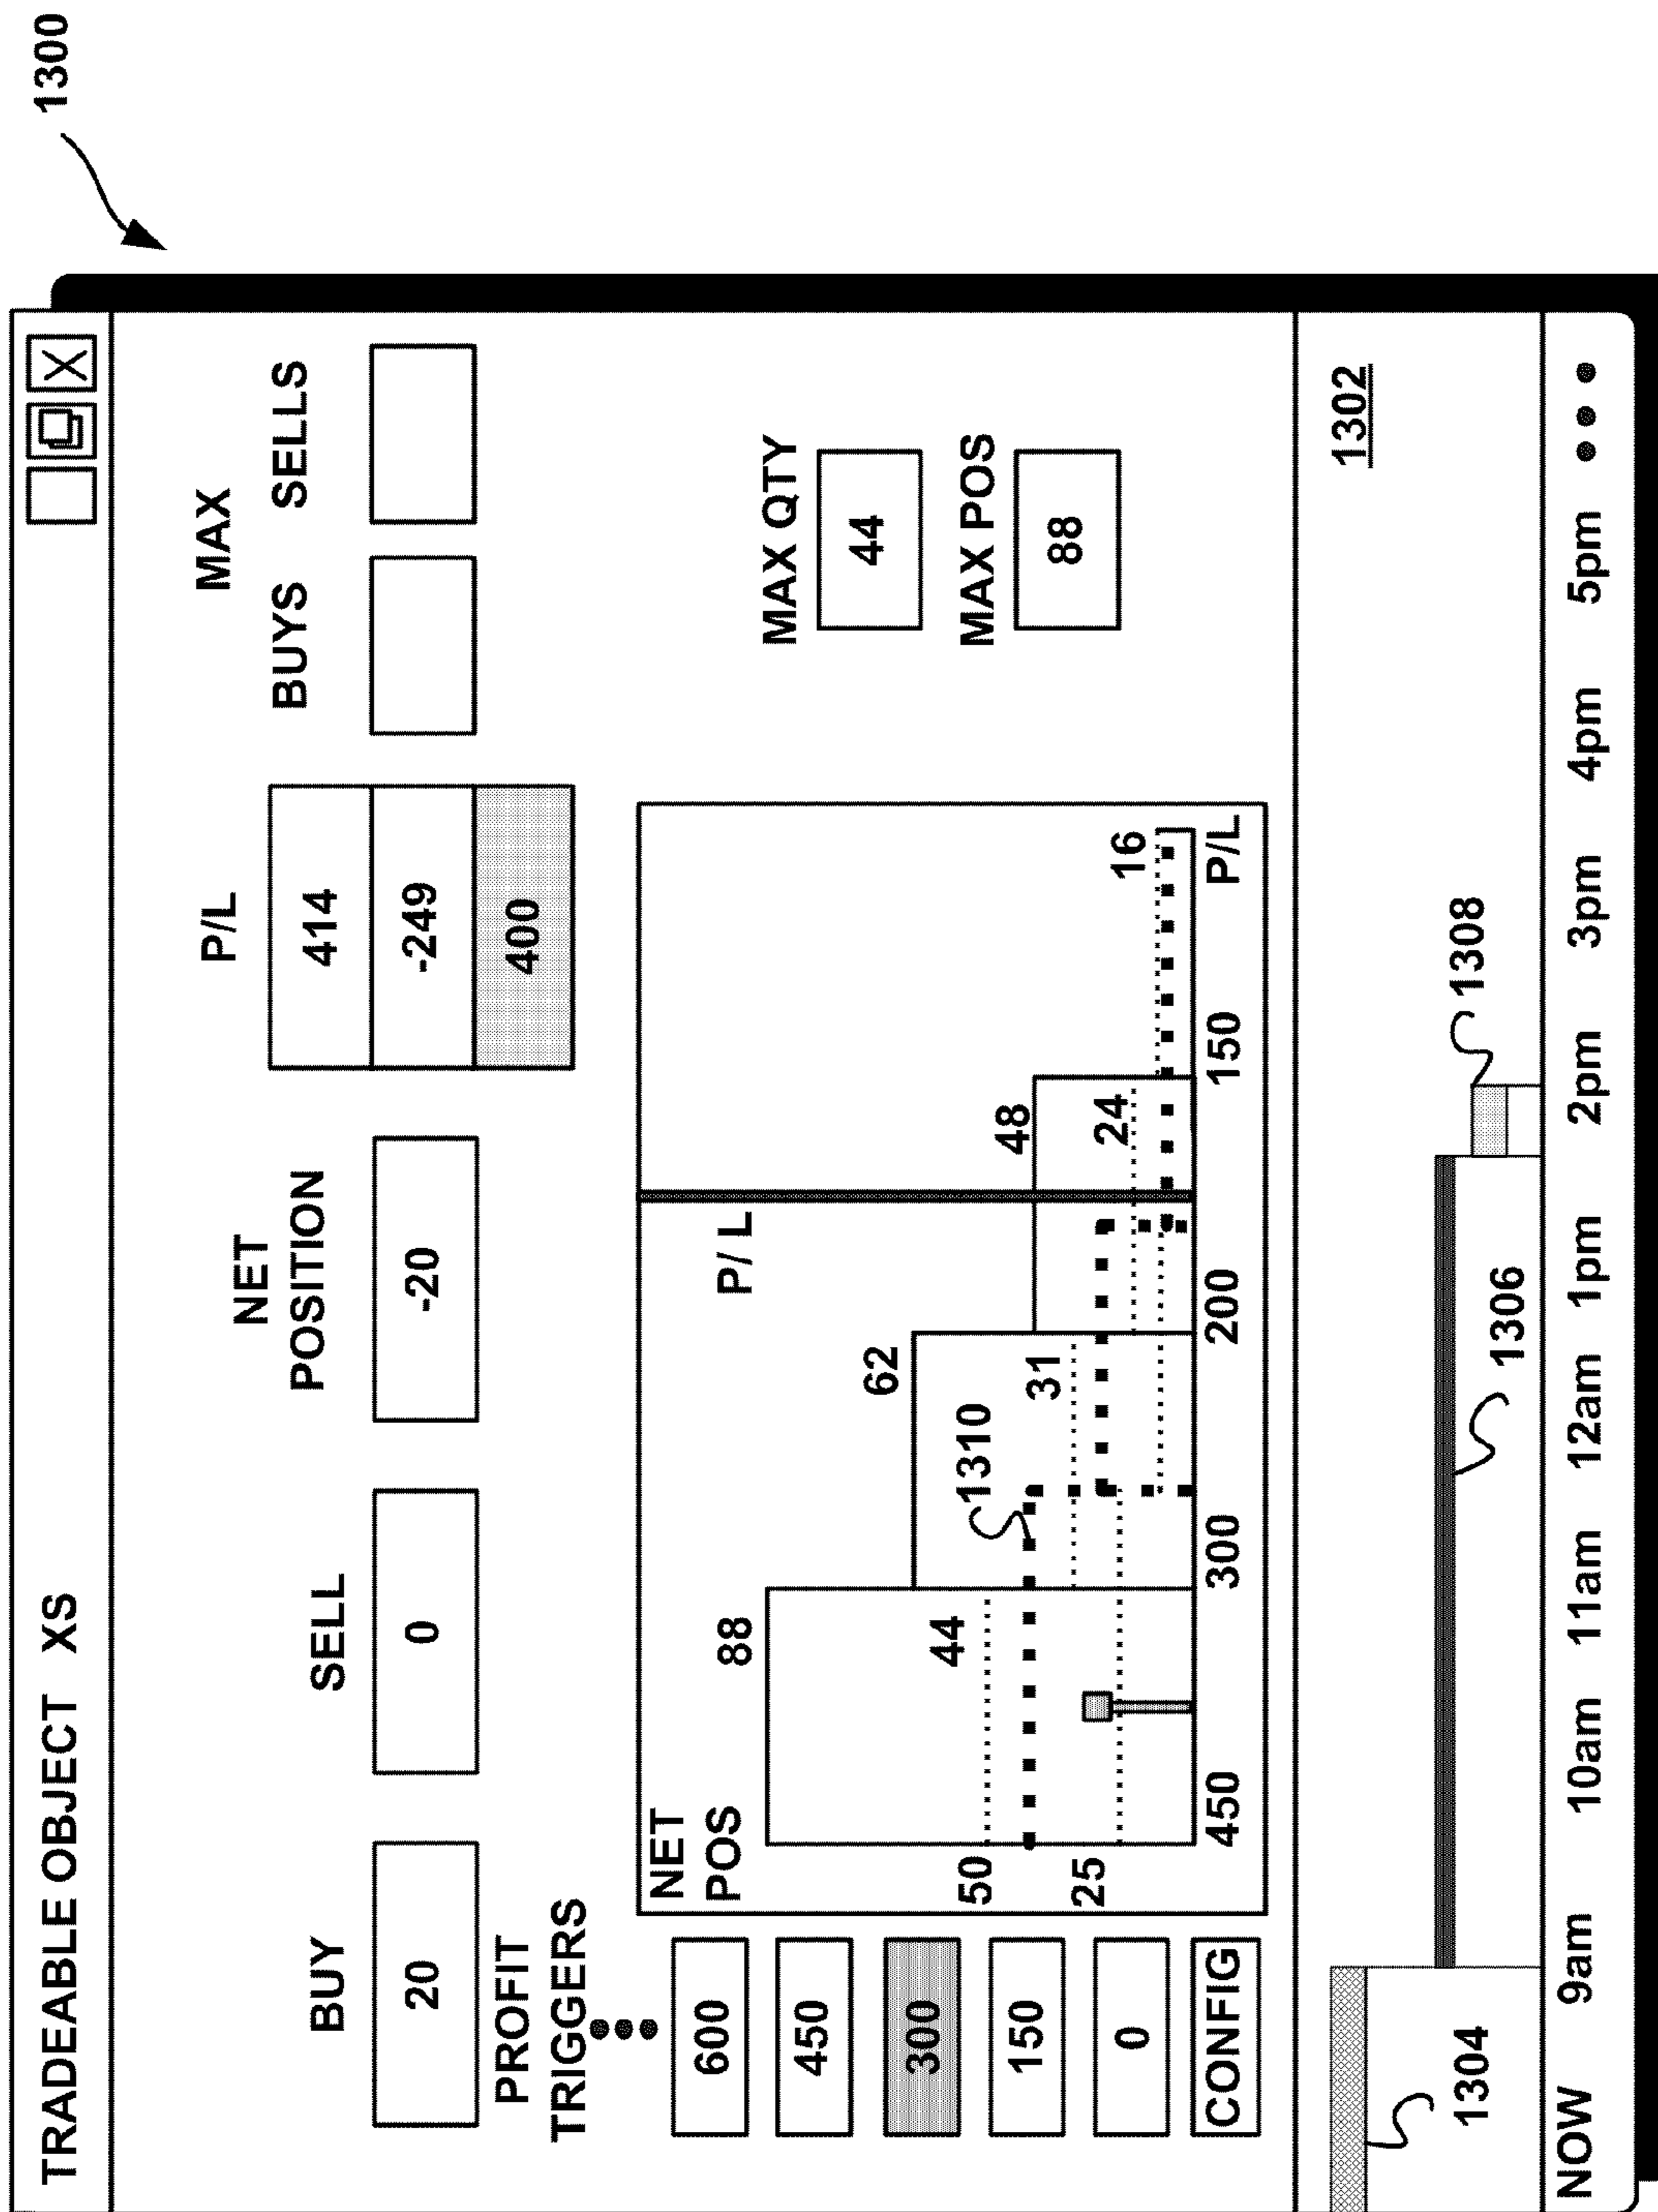 1300
TRADEABLE OBJECT XS
X
BUY
SELL
NET
POSITION
P/L
MAX
BUYS
SELLS
20
0
-20
414
-249
400
PROFIT
TRIGGERS
600
450
300
150
0
CONFIG
NET
POS
P/L
88
62
48
50
44
31
24
16
25
1310
450
300
200
150
P/L
MAX QTY
44
MAX POS
88
1302
1304
1306
1308
NOW 9am 10am 11am 12am 1pm 2pm 3pm 4pm 5pm